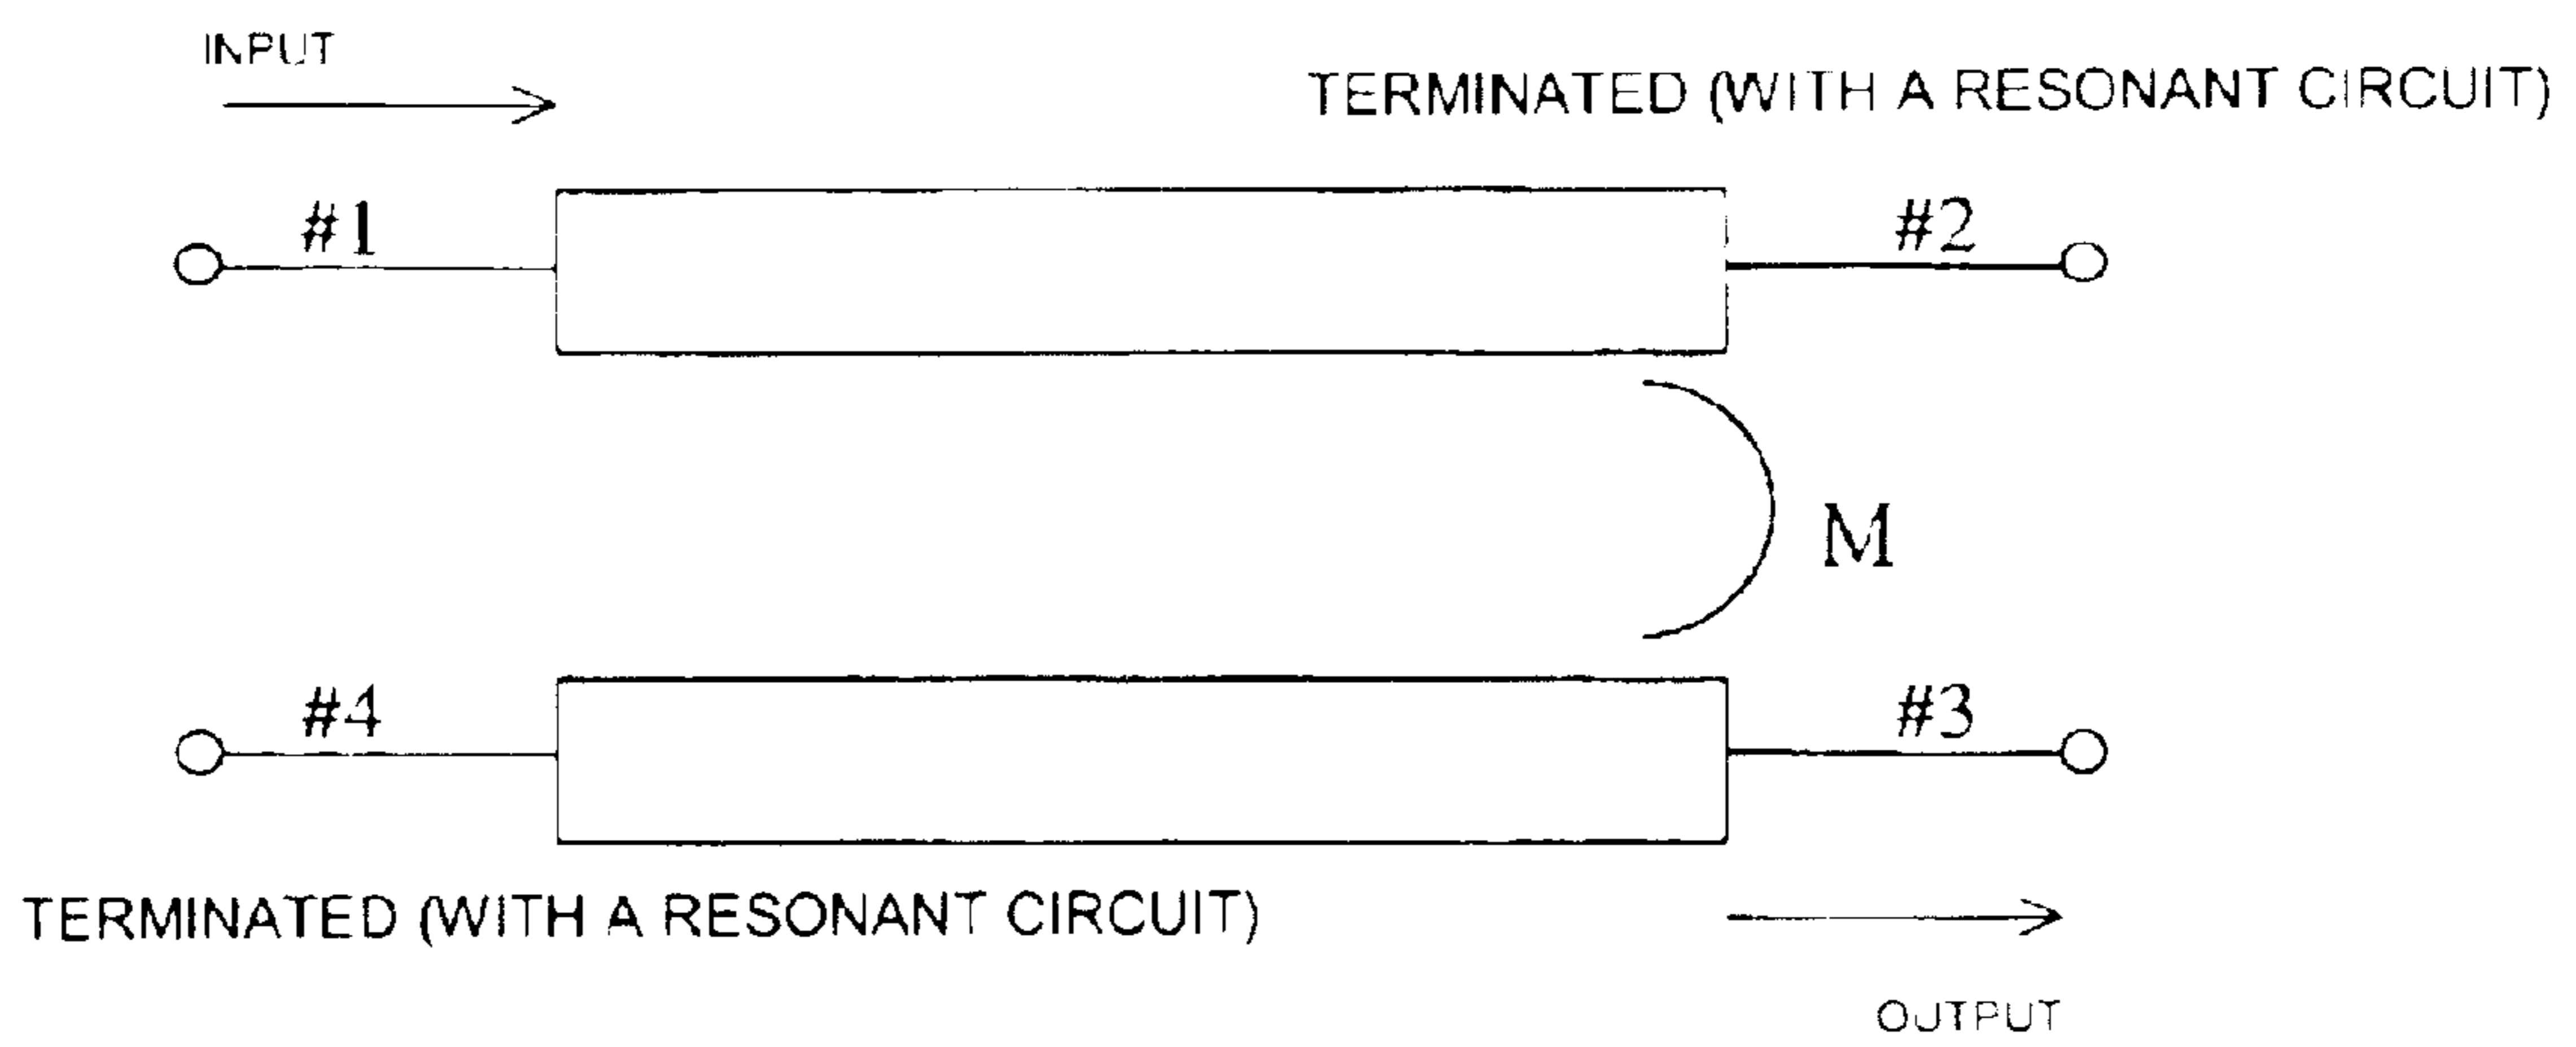 INPUT
TERMINATED (WITH A RESONANT CIRCUIT)
#1
#2
M
#4
#3
TERMINATED (WITH A RESONANT CIRCUIT)
OUTPUT